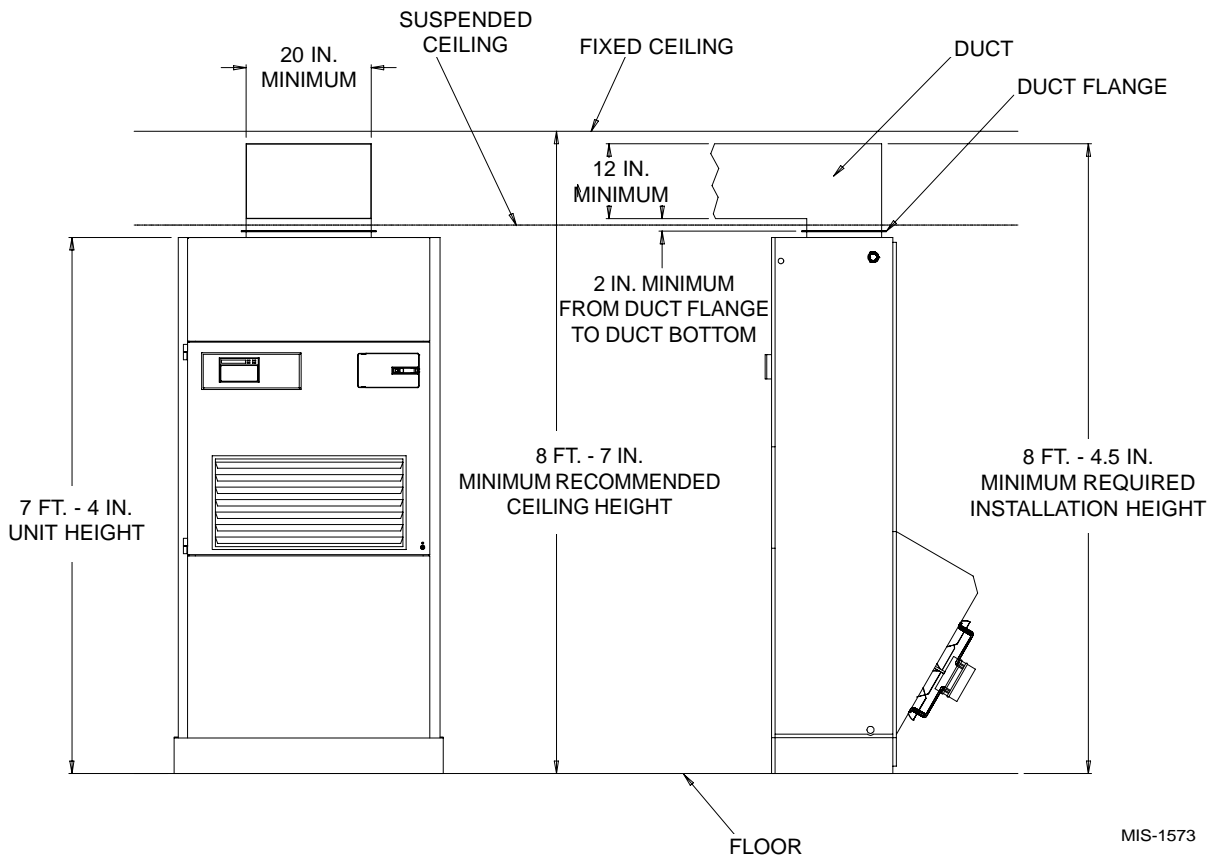 SUSPENDED
CEILING
FIXED CEILING
20 IN.
MINIMUM
DUCT
DUCT FLANGE
12 IN.
MINIMUM
2 IN. MINIMUM
FROM DUCT FLANGE
TO DUCT BOTTOM
7 FT. - 4 IN.
UNIT HEIGHT
8 FT. - 7 IN.
MINIMUM RECOMMENDED
CEILING HEIGHT
8 FT. - 4.5 IN.
MINIMUM REQUIRED
INSTALLATION HEIGHT
FLOOR
MIS-1573